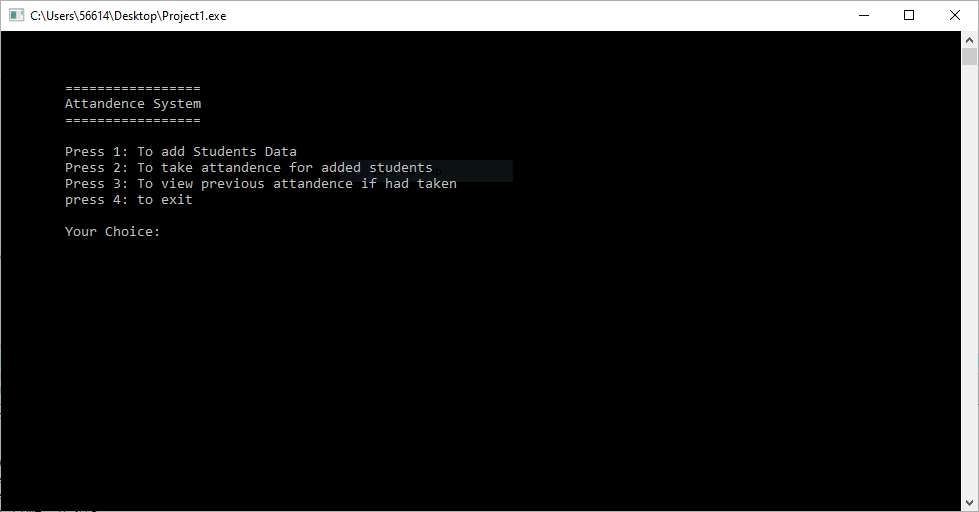 C:\Users\56614\Desktop\Project1.exe
=================
Attandence System
=================
Press 1: To add Students Data
Press 2: To take attandence for added students
Press 3: To view previous attandence if had taken
press 4: to exit
Your Choice: